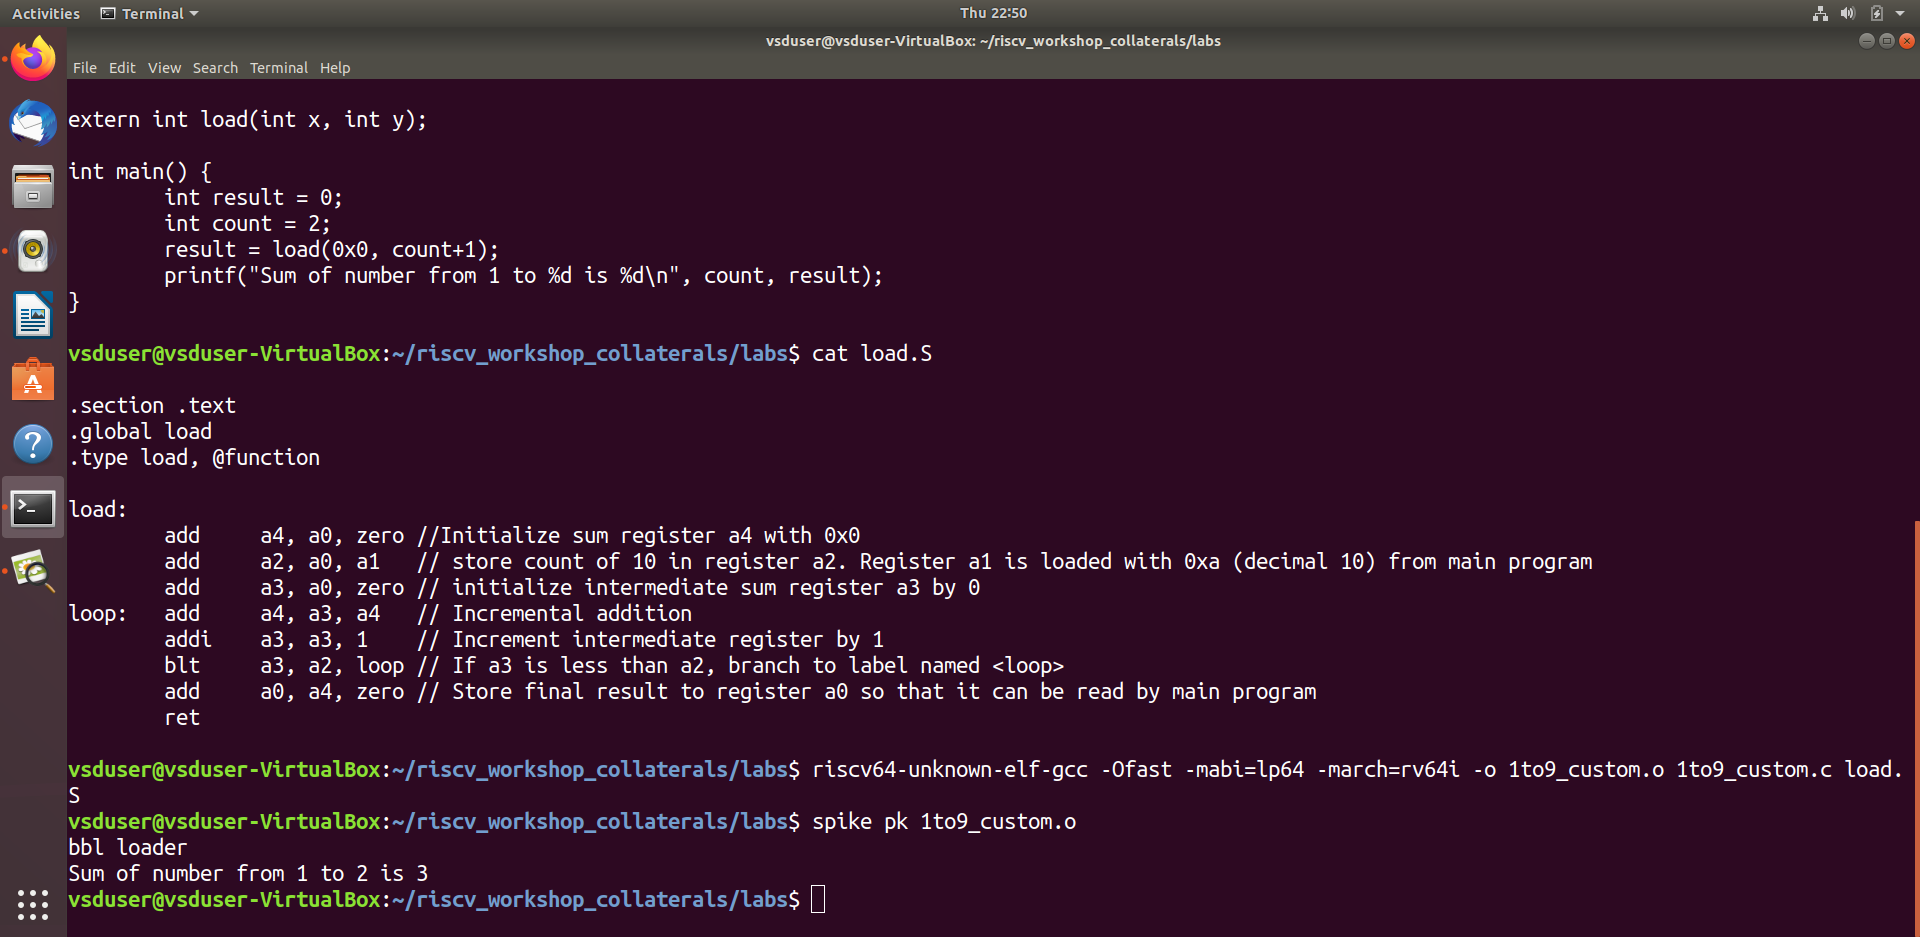 Activities Terminal Thu 22:50
vsduser@vsduser-VirtualBox: ~/riscv_workshop_collaterals/labs
File Edit View Search Terminal Help
extern int load(int x, int y);
int main() {
        int result = 0;
        int count = 2;
        result = load(0x0, count+1);
        printf("Sum of number from 1 to %d is %d\n", count, result);
}
vsduser@vsduser-VirtualBox:~/riscv_workshop_collaterals/labs$ cat load.S
.section .text
.global load
.type load, @function
load:
        add     a4, a0, zero //Initialize sum register a4 with 0x0
        add     a2, a0, a1   // store count of 10 in register a2. Register a1 is loaded with 0xa (decimal 10) from main program
        add     a3, a0, zero // initialize intermediate sum register a3 by 0
loop:   add     a4, a3, a4   // Incremental addition
        addi    a3, a3, 1    // Increment intermediate register by 1
        blt     a3, a2, loop // If a3 is less than a2, branch to label named <loop>
        add     a0, a4, zero // Store final result to register a0 so that it can be read by main program
        ret
vsduser@vsduser-VirtualBox:~/riscv_workshop_collaterals/labs$ riscv64-unknown-elf-gcc -Ofast -mabi=lp64 -march=rv64i -o 1to9_custom.o 1to9_custom.c load.
S
vsduser@vsduser-VirtualBox:~/riscv_workshop_collaterals/labs$ spike pk 1to9_custom.o
bbl loader
Sum of number from 1 to 2 is 3
vsduser@vsduser-VirtualBox:~/riscv_workshop_collaterals/labs$